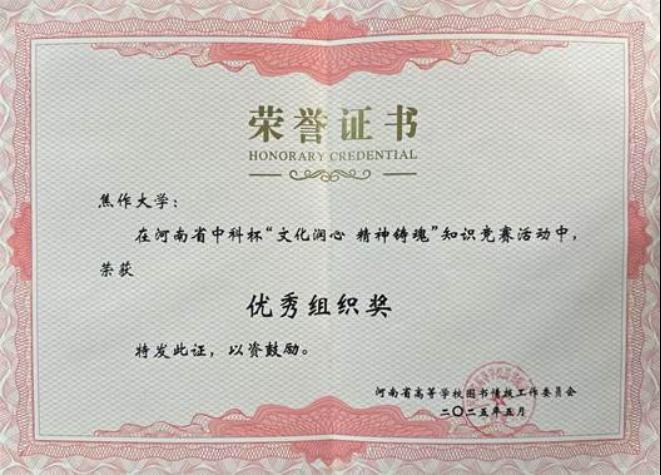 荣誉证书
HONORARY CREDENTIAL
焦作大学：
在河南省中科杯“文化润心 精神铸魂”知识竞赛活动中，
荣获
优秀组织奖
特发此证，以资鼓励。
河南省高等学校图书情报工作委员会
二〇二五年五月